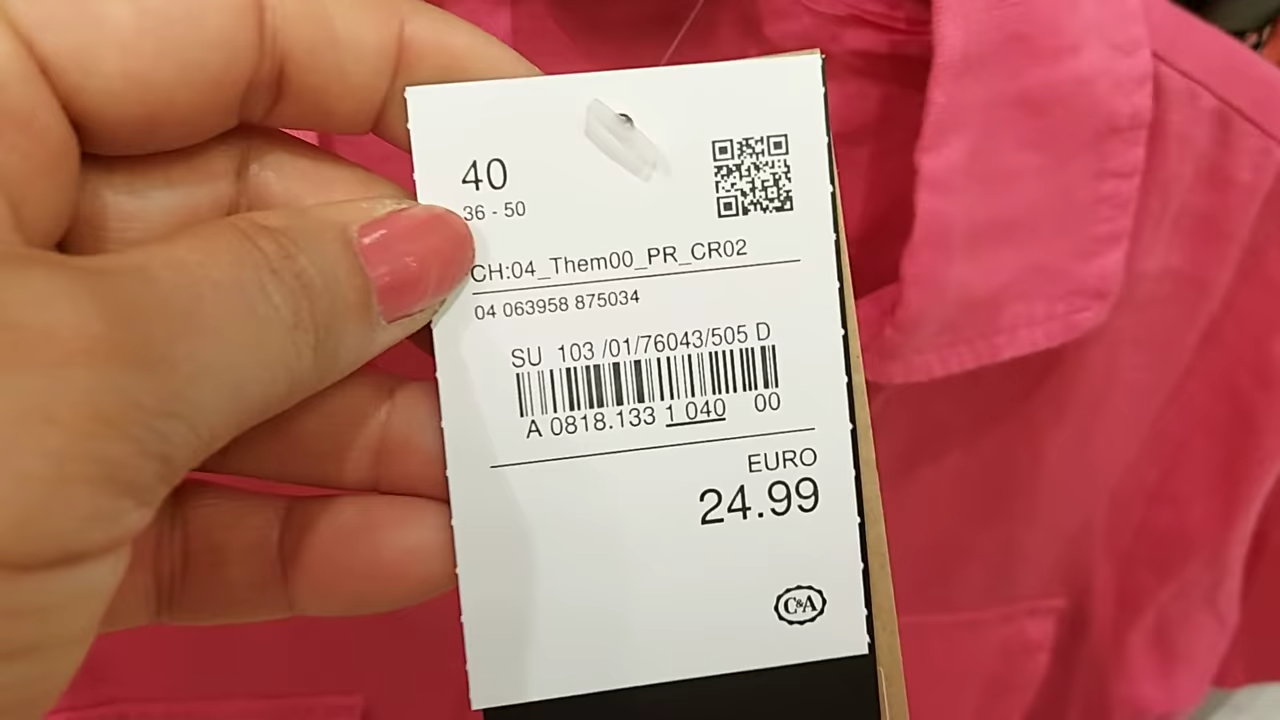 40
36 - 50
CH:04_Them00_PR_CR02
04 063958 875034
SU 103 /01/76043/505 D
A 0818.133 1 040 00
EURO
24.99
C&A